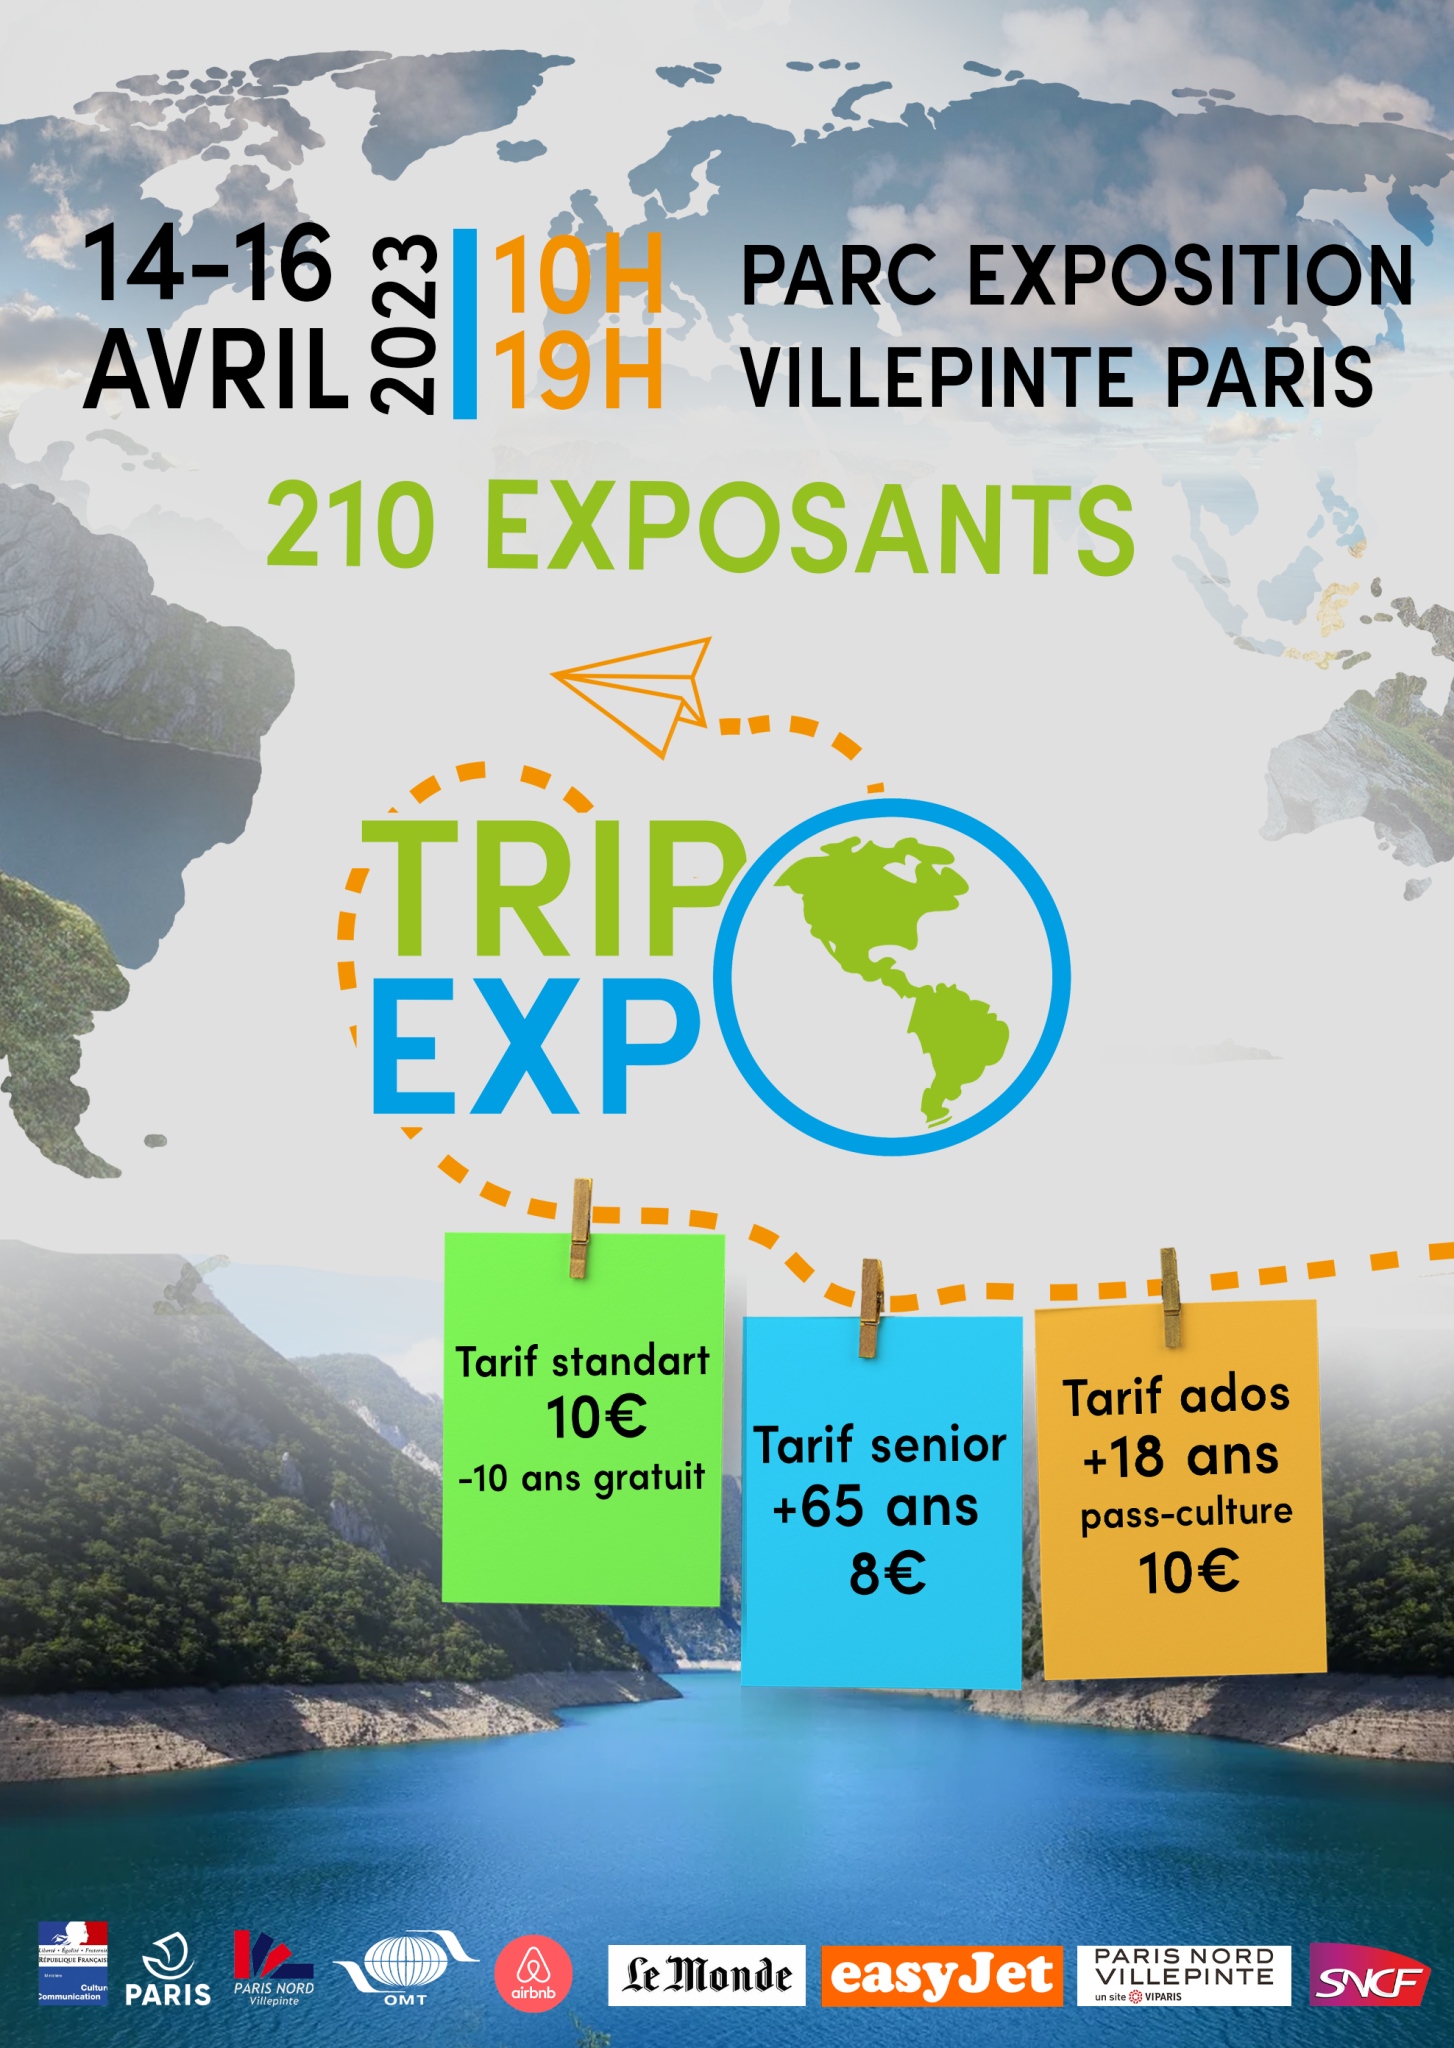 14-16
AVRIL
2023
10H
19H
PARC EXPOSITION
VILLEPINTE PARIS
210 EXPOSANTS
TRIP
EXPO
Tarif standart
10€
-10 ans gratuit
Tarif senior
+65 ans
8€
Tarif ados
+18 ans
pass-culture
10€
Liberté • Égalité • Fraternité
RÉPUBLIQUE FRANÇAISE
Culture
Communication
PARIS
PARIS NORD
Villepinte
OMT
airbnb
Le Monde
easyJet
PARIS NORD
VILLEPINTE
un site VIPARIS
SNCF